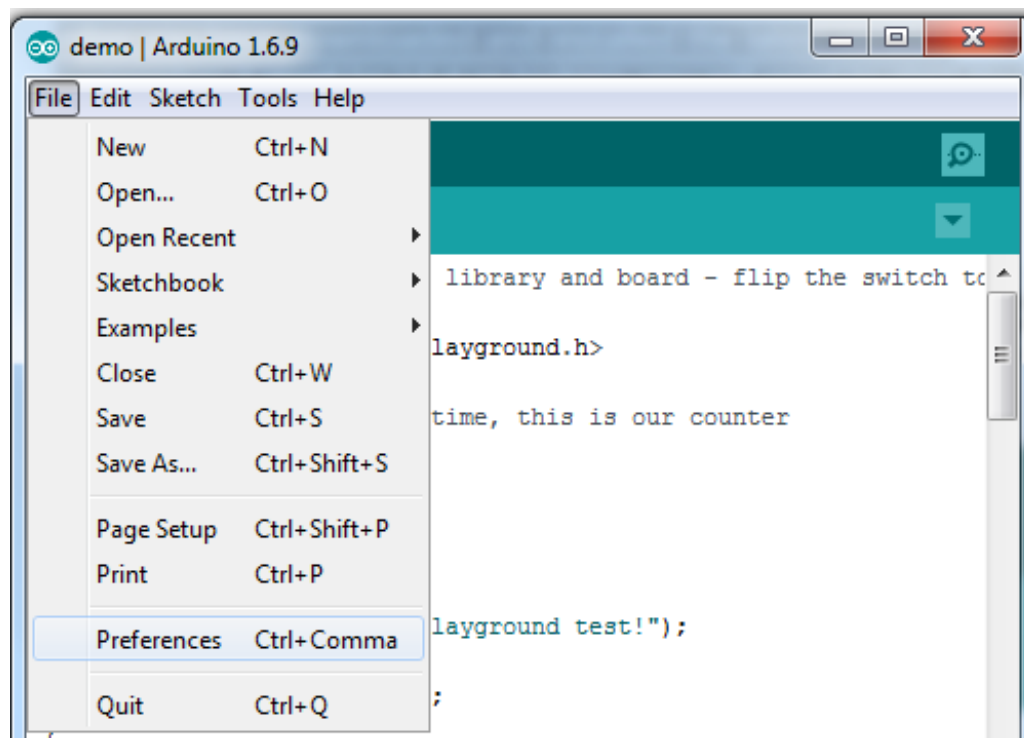 demo | Arduino 1.6.9
File Edit Sketch Tools Help
New Ctrl+N
Open... Ctrl+O
Open Recent
Sketchbook
Examples
Close Ctrl+W
Save Ctrl+S
Save As... Ctrl+Shift+S
Page Setup Ctrl+Shift+P
Print Ctrl+P
Preferences Ctrl+Comma
Quit Ctrl+Q
library and board - flip the switch to
layground.h>
time, this is our counter
layground test!");
;